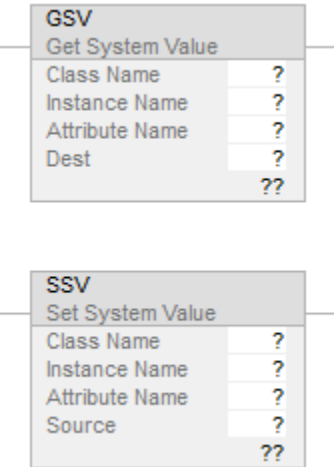 GSV
Get System Value
Class Name ?
Instance Name ?
Attribute Name ?
Dest ?
??
SSV
Set System Value
Class Name ?
Instance Name ?
Attribute Name ?
Source ?
??